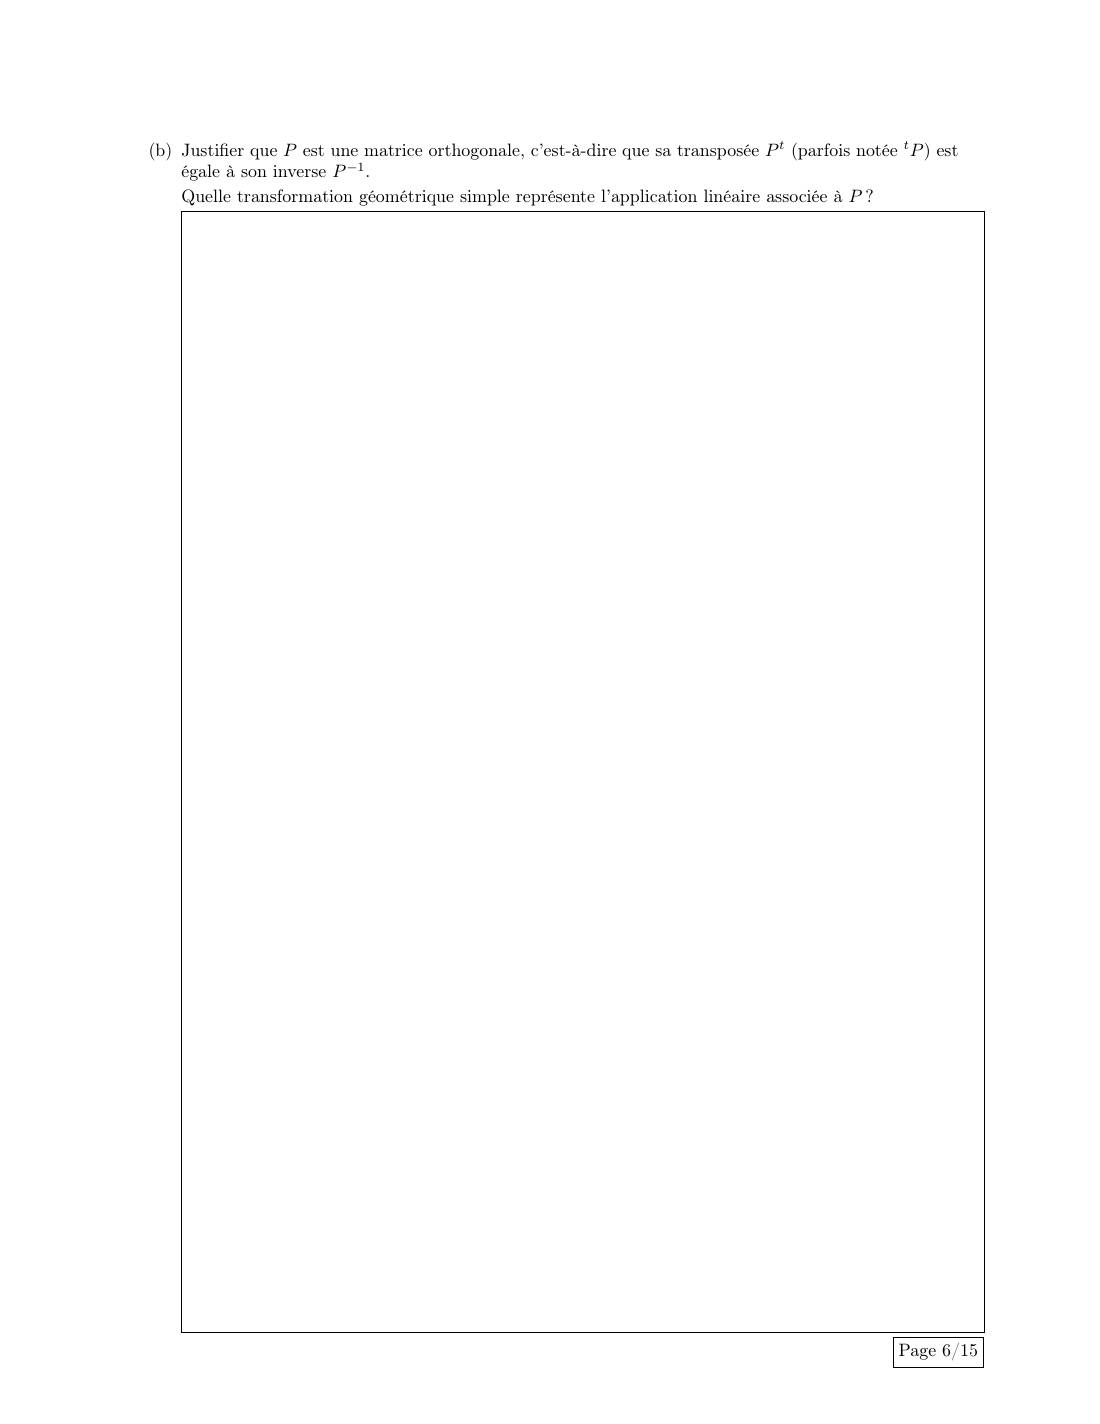 (b) Justifier que P est une matrice orthogonale, c'est-à-dire que sa transposée Pᵗ (parfois notée ᵗP) est
égale à son inverse P⁻¹.
Quelle transformation géométrique simple représente l'application linéaire associée à P ?
Page 6/15